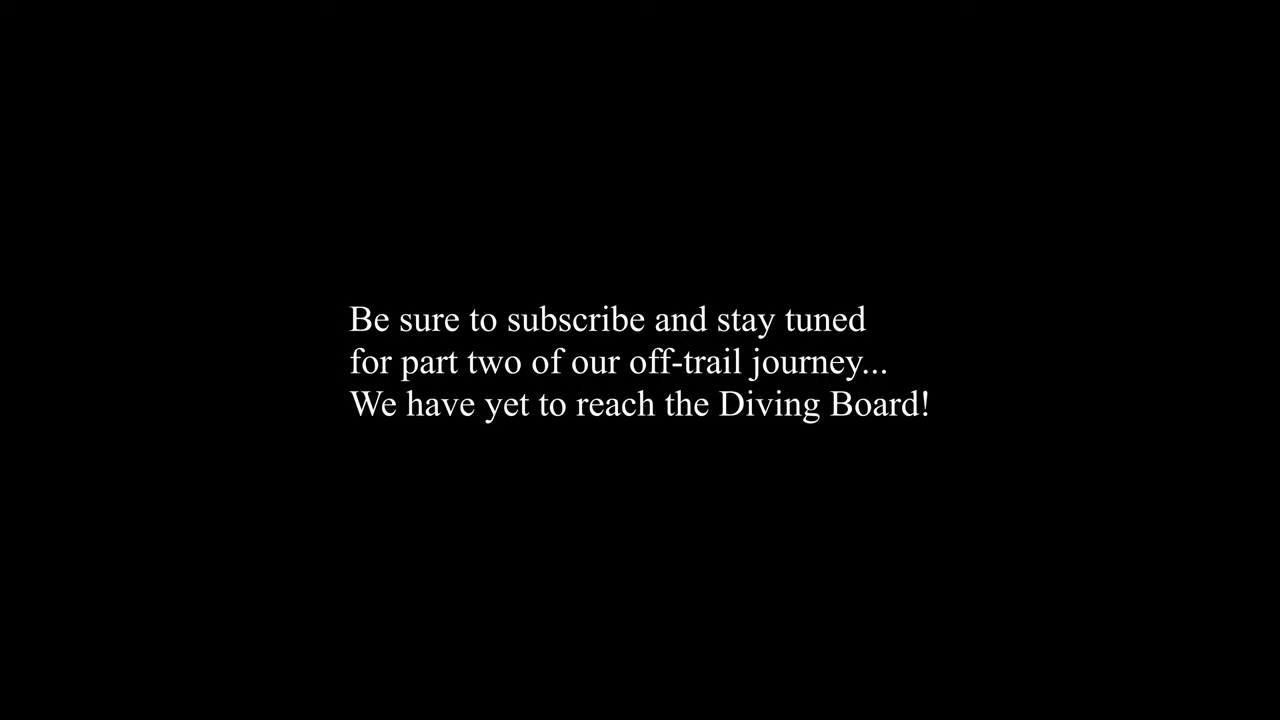 Be sure to subscribe and stay tuned
for part two of our off-trail journey...
We have yet to reach the Diving Board!